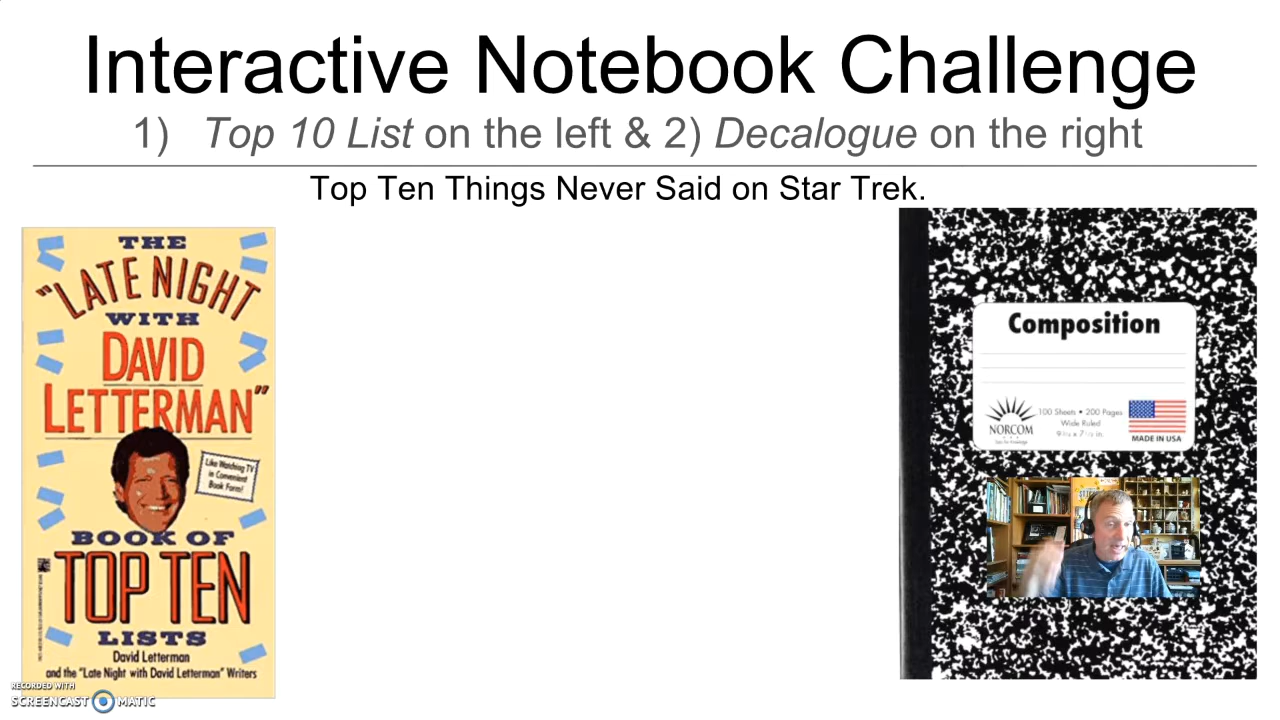 Interactive Notebook Challenge
1) Top 10 List on the left & 2) Decalogue on the right
Top Ten Things Never Said on Star Trek.
THE
"LATE NIGHT
WITH
DAVID
LETTERMAN"
Like Watching TV
in Convenient
Book Form!
BOOK OF
TOP TEN
LISTS
David Letterman
and the "Late Night with David Letterman" Writers
RECORDED WITH
SCREENCAST MATIC
Composition
100 Sheets • 200 Pages
Wide Ruled
NORCOM
MADE IN USA